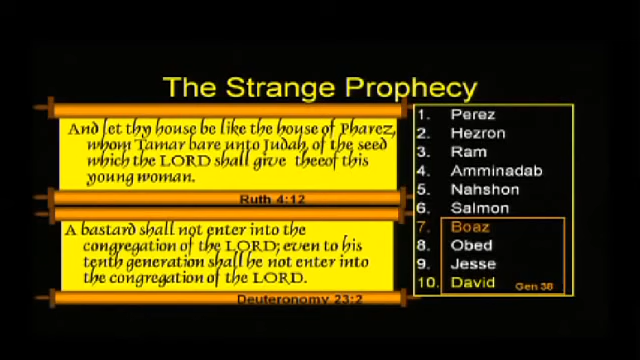 The Strange Prophecy
And let thy house be like the house of Pharez,
whom Tamar bare unto Judah, of the seed
which the LORD shall give theeof this
young woman.
Ruth 4:12
A bastard shall not enter into the
congregation of the LORD; even to his
tenth generation shall he not enter into
the congregation of the LORD.
Deuteronomy 23:2
1. Perez
2. Hezron
3. Ram
4. Amminadab
5. Nahshon
6. Salmon
7. Boaz
8. Obed
9. Jesse
10. David
Gen 38